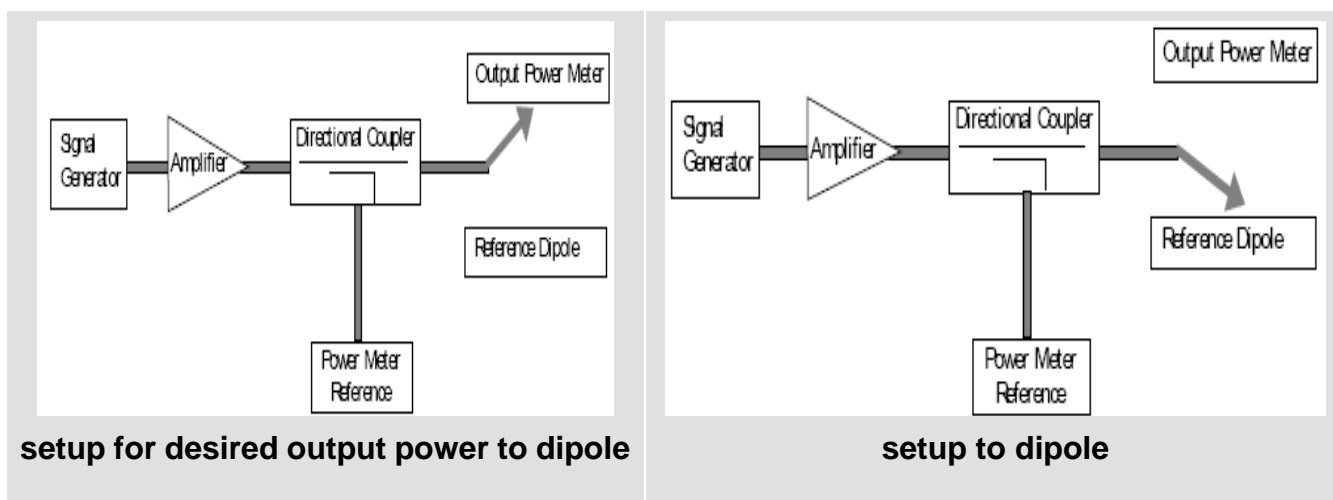 Output Power Meter
Signal
Generator
Amplifier
Directional Coupler
Reference Dipole
Power Meter
Reference
setup for desired output power to dipole
Output Power Meter
Signal
Generator
Amplifier
Directional Coupler
Reference Dipole
Power Meter
Reference
setup to dipole